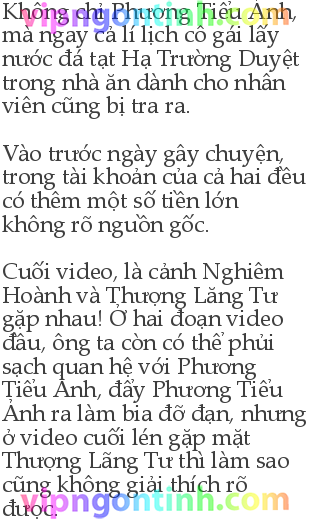 Không chỉ Phương Tiểu Ảnh,
vipngontinh.com
mà ngay cả lí lịch cô gái lấy
nước đá tạt Hạ Trường Duyệt
trong nhà ăn dành cho nhân
viên cũng bị tra ra.
Vào trước ngày gây chuyện,
trong tài khoản của cả hai đều
có thêm một số tiền lớn
không rõ nguồn gốc.
Cuối video, là cảnh Nghiêm
Hoành và Thượng Lăng Tư
gặp nhau! Ở hai đoạn video
đầu, ông ta còn có thể phủi
sạch quan hệ với Phương
Tiểu Ảnh, đẩy Phương Tiểu
Ảnh ra làm bia đỡ đạn, nhưng
ở video cuối lén gặp mặt
Thượng Lãng Tư thì làm sao
cũng không giải thích rõ
vipngontinh.com
được.